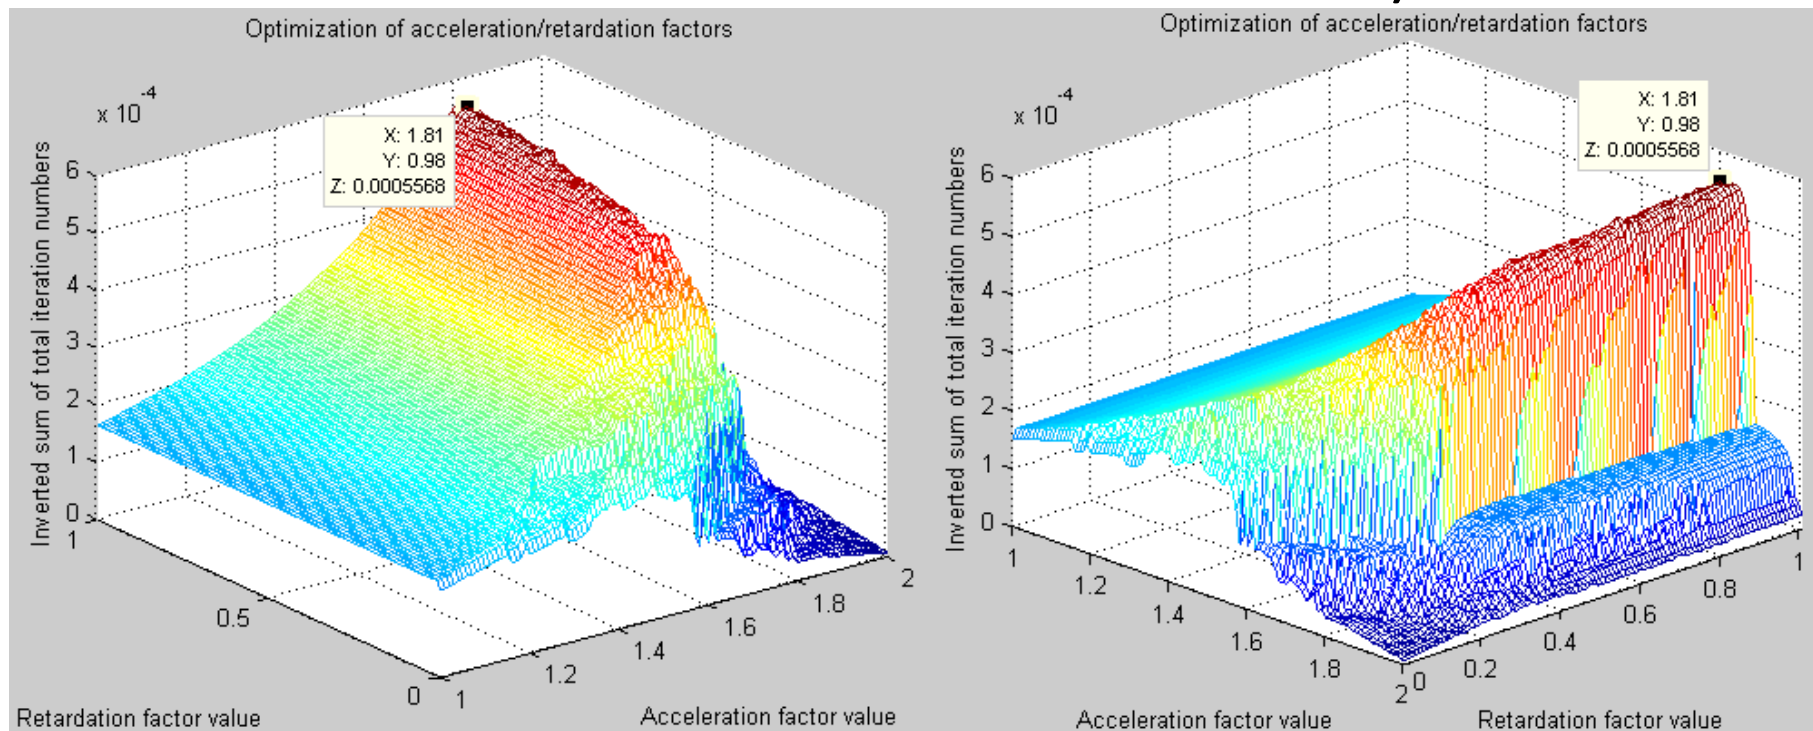 Optimization of acceleration/retardation factors
x 10
-4
X: 1.81
Y: 0.98
Z: 0.0005568
Inverted sum of total iteration numbers
6
5
4
3
2
1
0
1
0.5
0
1
1.2
1.4
1.6
1.8
2
Retardation factor value
Acceleration factor value
Optimization of acceleration/retardation factors
x 10
-4
X: 1.81
Y: 0.98
Z: 0.0005568
Inverted sum of total iteration numbers
6
5
4
3
2
1
0
1
1.2
1.4
1.6
1.8
2
0
0.2
0.4
0.6
0.8
1
Acceleration factor value
Retardation factor value